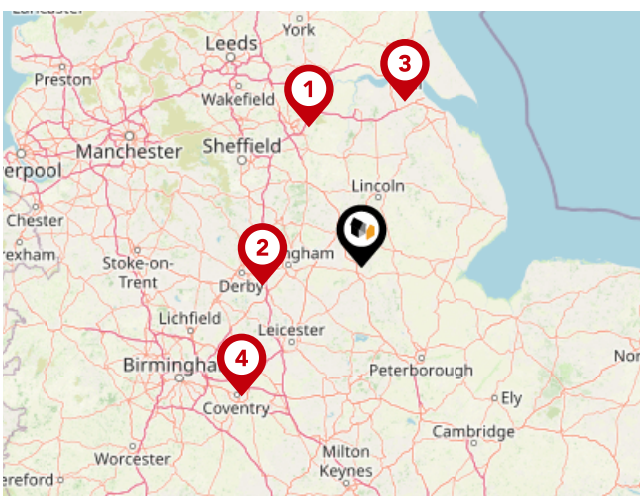 Lancaster
York
Leeds
Preston
3
1
Wakefield
Manchester
Sheffield
erpool
Lincoln
Chester
2
ngham
rexham
Stoke-on-
Trent
Derby
Lichfield
Leicester
4
Birmingha
Peterborough
Nor
Coventry
Ely
Cambridge
Worcester
Milton
Keynes
ereford